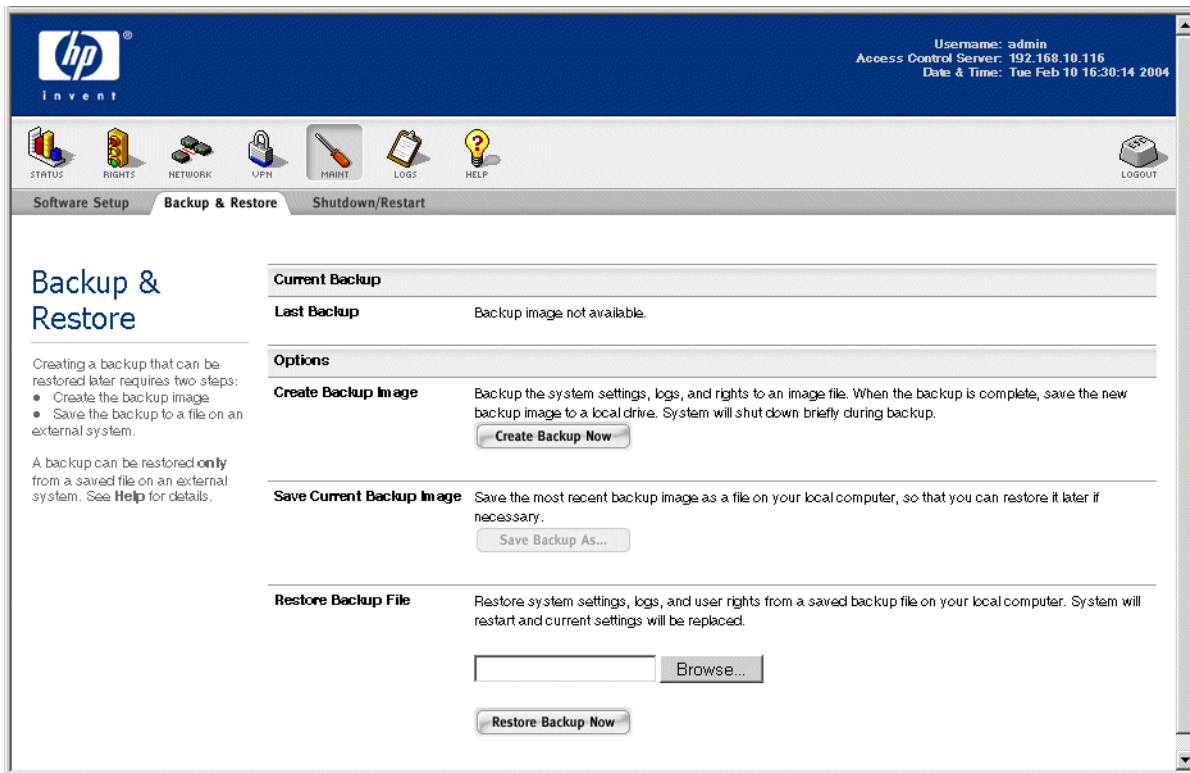 hp ®
invent
Username: admin
Access Control Server: 192.168.10.116
Date & Time: Tue Feb 10 16:30:14 2004
STATUS RIGHTS NETWORK VPN MAINT LOGS HELP LOGOUT
Software Setup Backup & Restore Shutdown/Restart
Backup &
Restore
Creating a backup that can be
restored later requires two steps:
● Create the backup image
● Save the backup to a file on an
external system.
A backup can be restored only
from a saved file on an external
system. See Help for details.
Current Backup
Last Backup Backup image not available.
Options
Create Backup Image Backup the system settings, logs, and rights to an image file. When the backup is complete, save the new
backup image to a local drive. System will shut down briefly during backup.
Create Backup Now
Save Current Backup Image Save the most recent backup image as a file on your local computer, so that you can restore it later if
necessary.
Save Backup As...
Restore Backup File Restore system settings, logs, and user rights from a saved backup file on your local computer. System will
restart and current settings will be replaced.
Browse...
Restore Backup Now